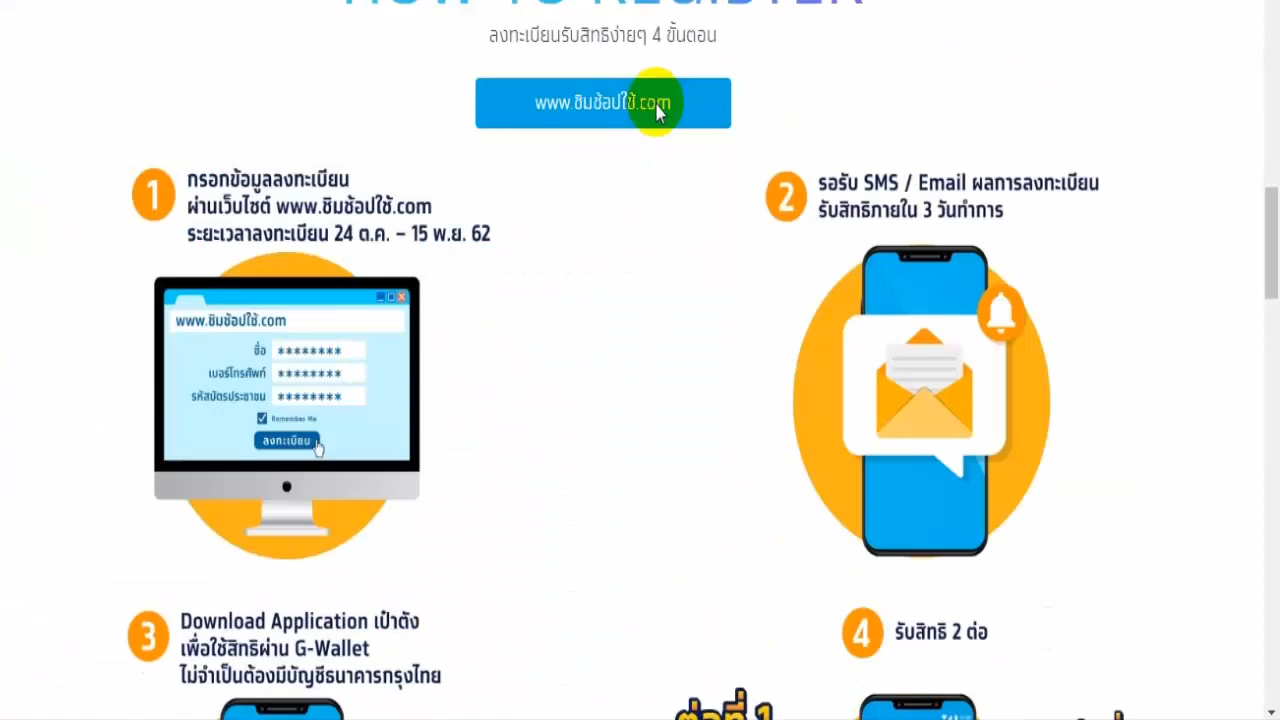 HOW TO REGISTER
ลงทะเบียนรับสิทธิง่ายๆ 4 ขั้นตอน
www.ชิมช้อปใช้.com
1
กรอกข้อมูลลงทะเบียน
ผ่านเว็บไซต์ www.ชิมช้อปใช้.com
ระยะเวลาลงทะเบียน 24 ต.ค. – 15 พ.ย. 62
www.ชิมช้อปใช้.com
ชื่อ ********
เบอร์โทรศัพท์ ********
รหัสบัตรประชาชน ********
Remember Me
ลงทะเบียน
2
รอรับ SMS / Email ผลการลงทะเบียน
รับสิทธิภายใน 3 วันทำการ
3
Download Application เป๋าตัง
เพื่อใช้สิทธิผ่าน G-Wallet
ไม่จำเป็นต้องมีบัญชีธนาคารกรุงไทย
4
รับสิทธิ 2 ต่อ
ต่อที่ 1